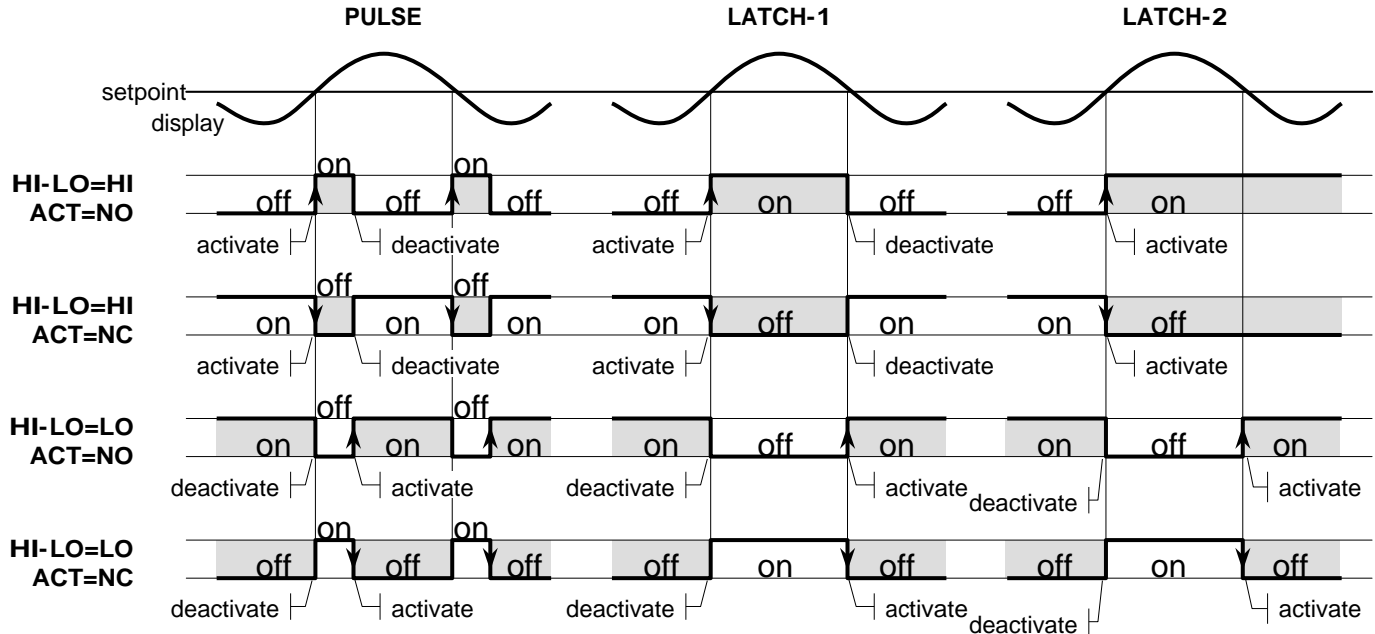 PULSE LATCH-1 LATCH-2
setpoint
display
on on
HI-LO=HI
ACT=NO
off off off off on off off on
activate deactivate activate deactivate activate
off off
HI-LO=HI
ACT=NC
on on on on off on on off
activate deactivate activate deactivate activate
off off
HI-LO=LO
ACT=NO
on on on on off on on off on
deactivate activate deactivate activate deactivate activate
on on
HI-LO=LO
ACT=NC
off off off off on off off on off
deactivate activate deactivate activate deactivate activate